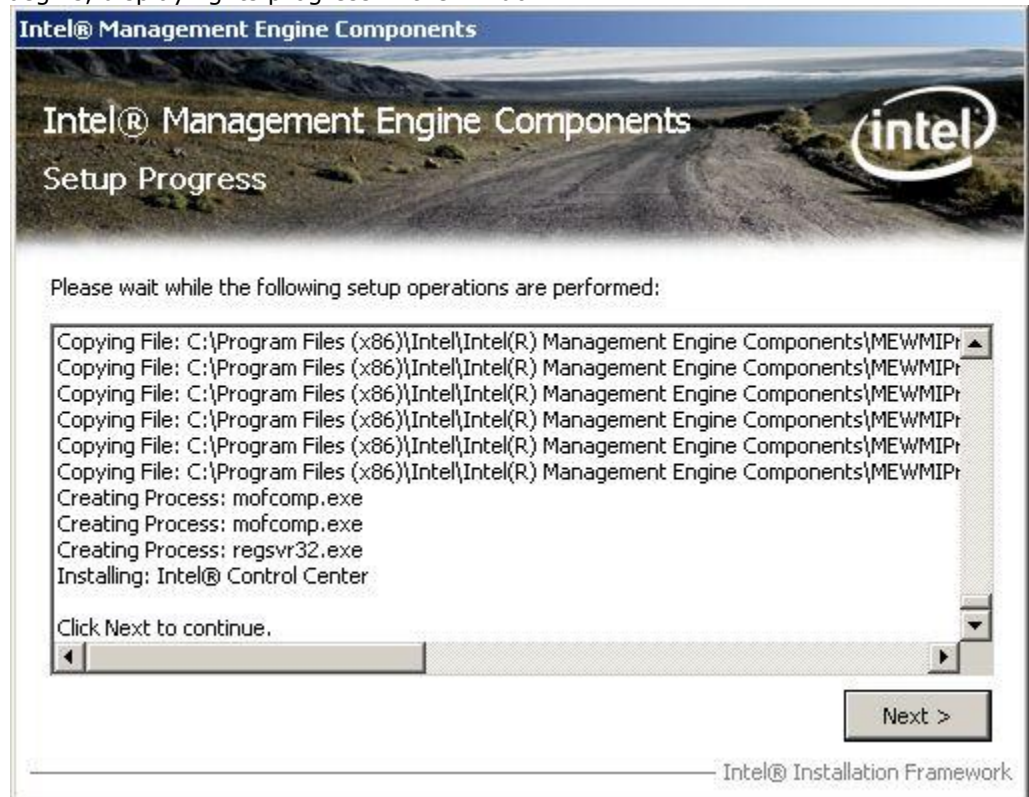 Intel® Management Engine Components
Intel® Management Engine Components
intel
Setup Progress
Please wait while the following setup operations are performed:
Copying File: C:\Program Files (x86)\Intel\Intel(R) Management Engine Components\MEWMIPr
Copying File: C:\Program Files (x86)\Intel\Intel(R) Management Engine Components\MEWMIPr
Copying File: C:\Program Files (x86)\Intel\Intel(R) Management Engine Components\MEWMIPr
Copying File: C:\Program Files (x86)\Intel\Intel(R) Management Engine Components\MEWMIPr
Copying File: C:\Program Files (x86)\Intel\Intel(R) Management Engine Components\MEWMIPr
Copying File: C:\Program Files (x86)\Intel\Intel(R) Management Engine Components\MEWMIPr
Creating Process: mofcomp.exe
Creating Process: mofcomp.exe
Creating Process: regsvr32.exe
Installing: Intel® Control Center
Click Next to continue.
Next >
Intel® Installation Framework